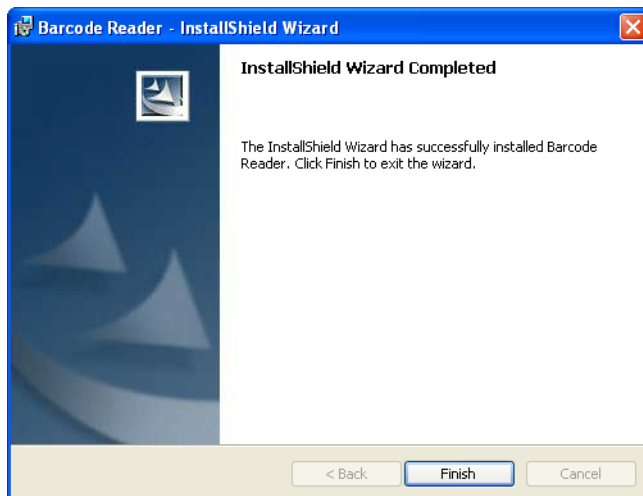 Barcode Reader - InstallShield Wizard
InstallShield Wizard Completed
The InstallShield Wizard has successfully installed Barcode
Reader. Click Finish to exit the wizard.
< Back
Finish
Cancel